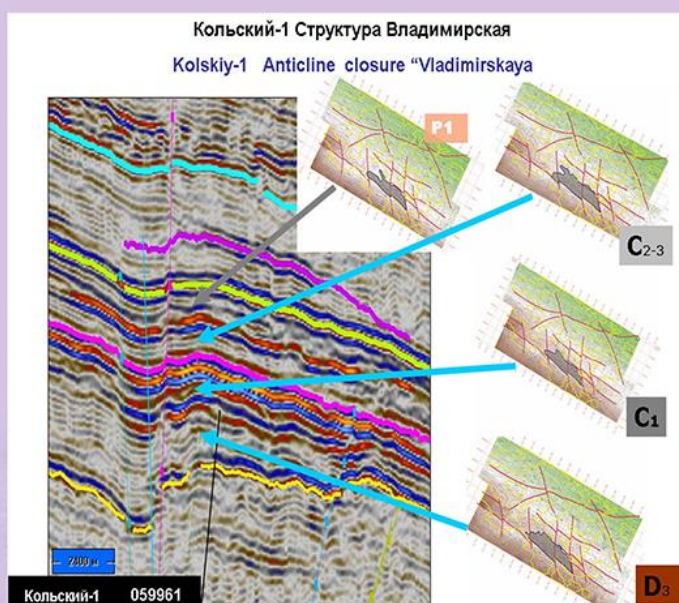 Кольский-1 Структура Владимирская
Kolskiy-1 Anticline closure “Vladimirskaya
P1
C2-3
C1
D3
Кольский-1 059961